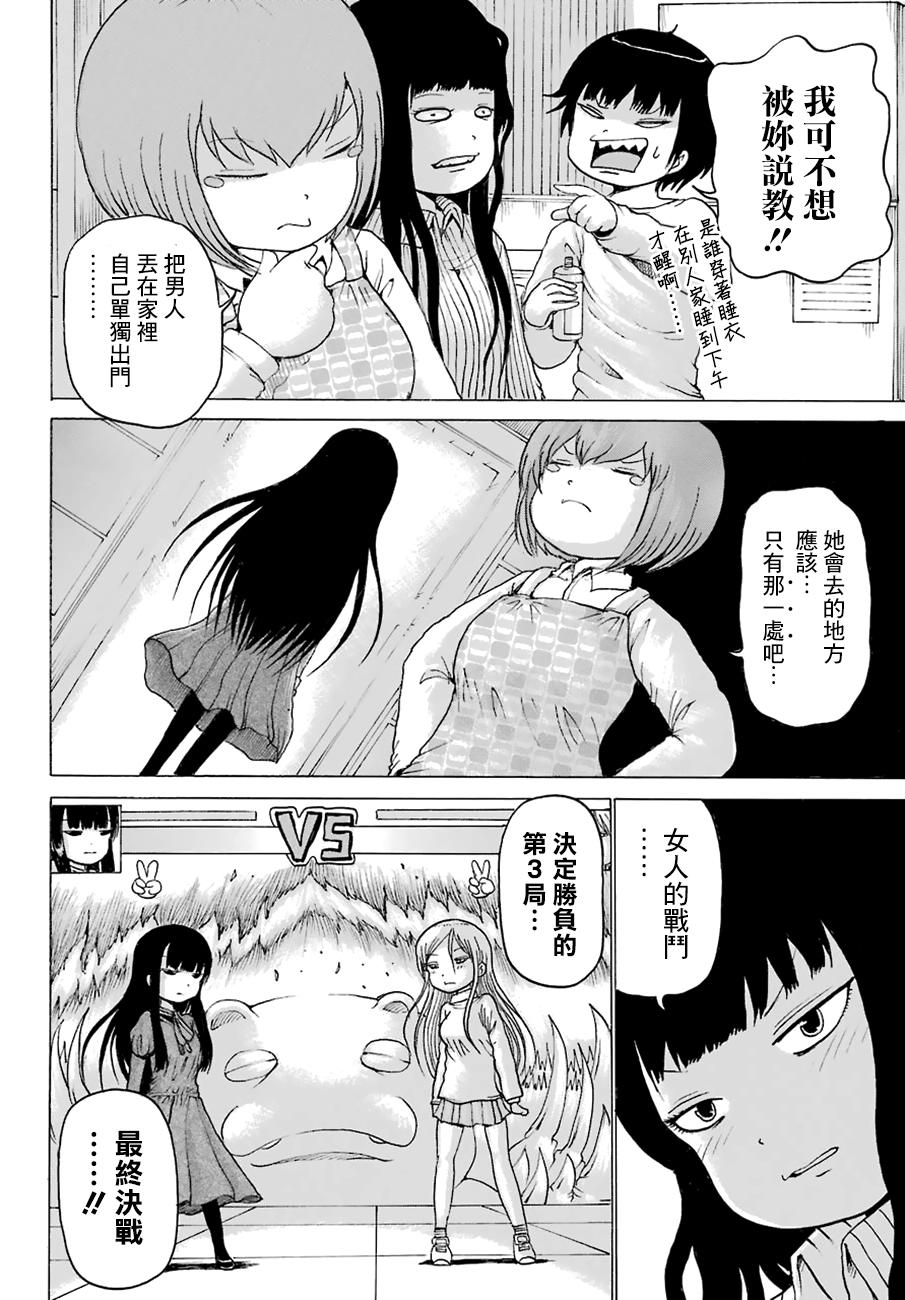 我可不想
被妳説教!!
是誰穿著睡衣
在別人家睡到下午
才醒啊……
把男人
丟在家裡
自己單獨出門
……
她會去的地方
應該…
只有那一處吧…
女人的戰鬥
……
VS
決定勝負的
第3局…
最終決戰
……!!